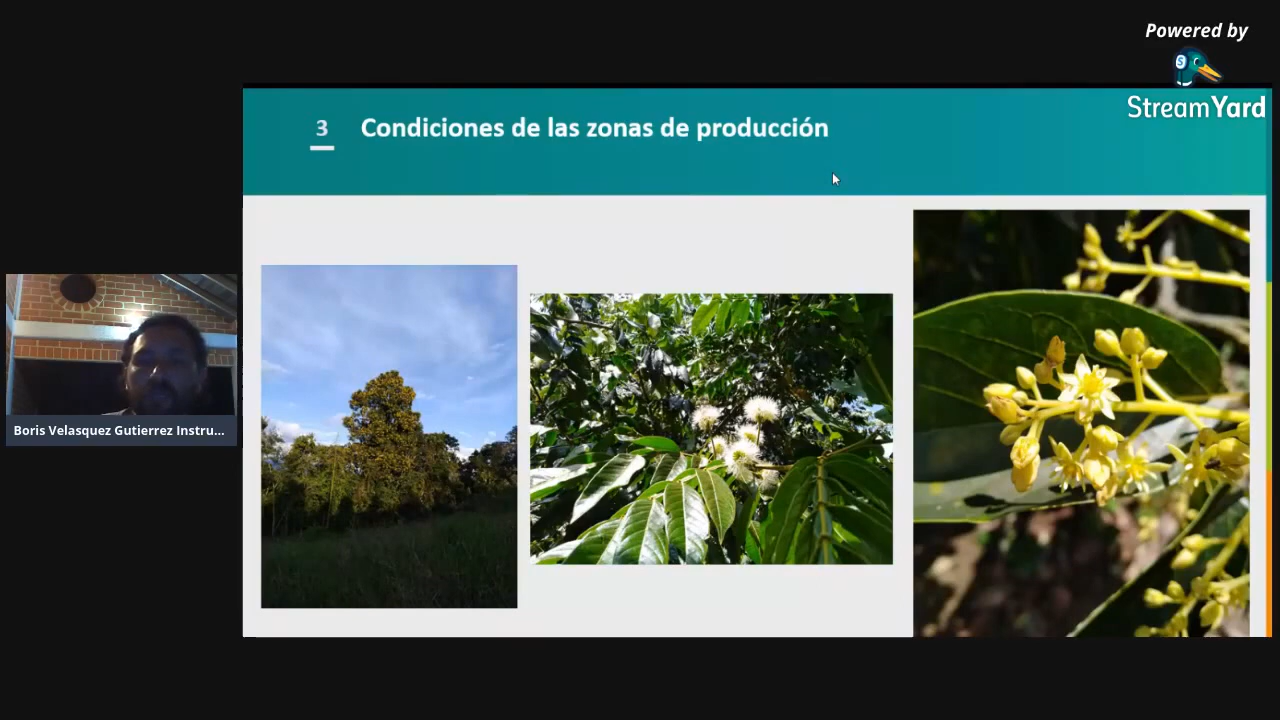 Powered by
StreamYard
3 Condiciones de las zonas de producción
Boris Velasquez Gutierrez Instru...